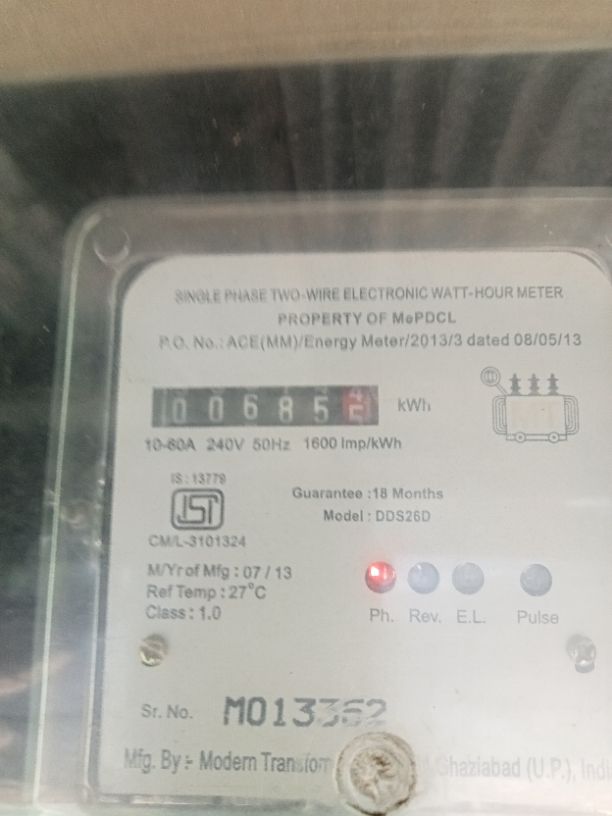 SINGLE PHASE TWO-WIRE ELECTRONIC WATT-HOUR METER
PROPERTY OF MePDCL
P.O. No.: ACE(MM)/Energy Meter/2013/3 dated 08/05/13
0 0 6 8 5 kWh
10-60A 240V 50Hz 1600 Imp/kWh
IS : 13779
ISI
CM/L-3101324
Guarantee :18 Months
Model : DDS26D
M/Yr of Mfg : 07 / 13
Ref Temp : 27°C
Class : 1.0
Ph. Rev. E.L. Pulse
Sr. No. M013362
Mfg. By :- Modern Ghaziabad (U.P.),